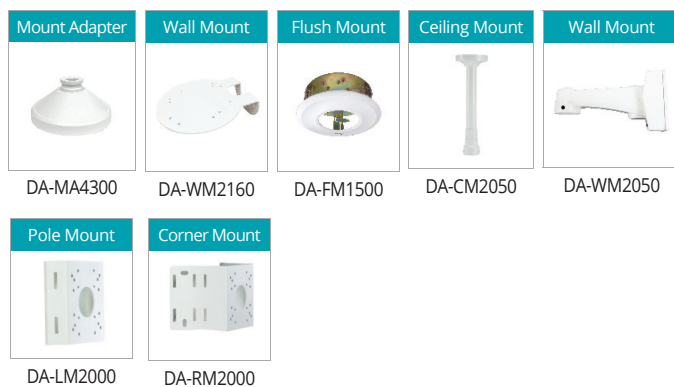 Mount Adapter
Wall Mount
Flush Mount
Ceiling Mount
Wall Mount
DA-MA4300
DA-WM2160
DA-FM1500
DA-CM2050
DA-WM2050
Pole Mount
Corner Mount
DA-LM2000
DA-RM2000